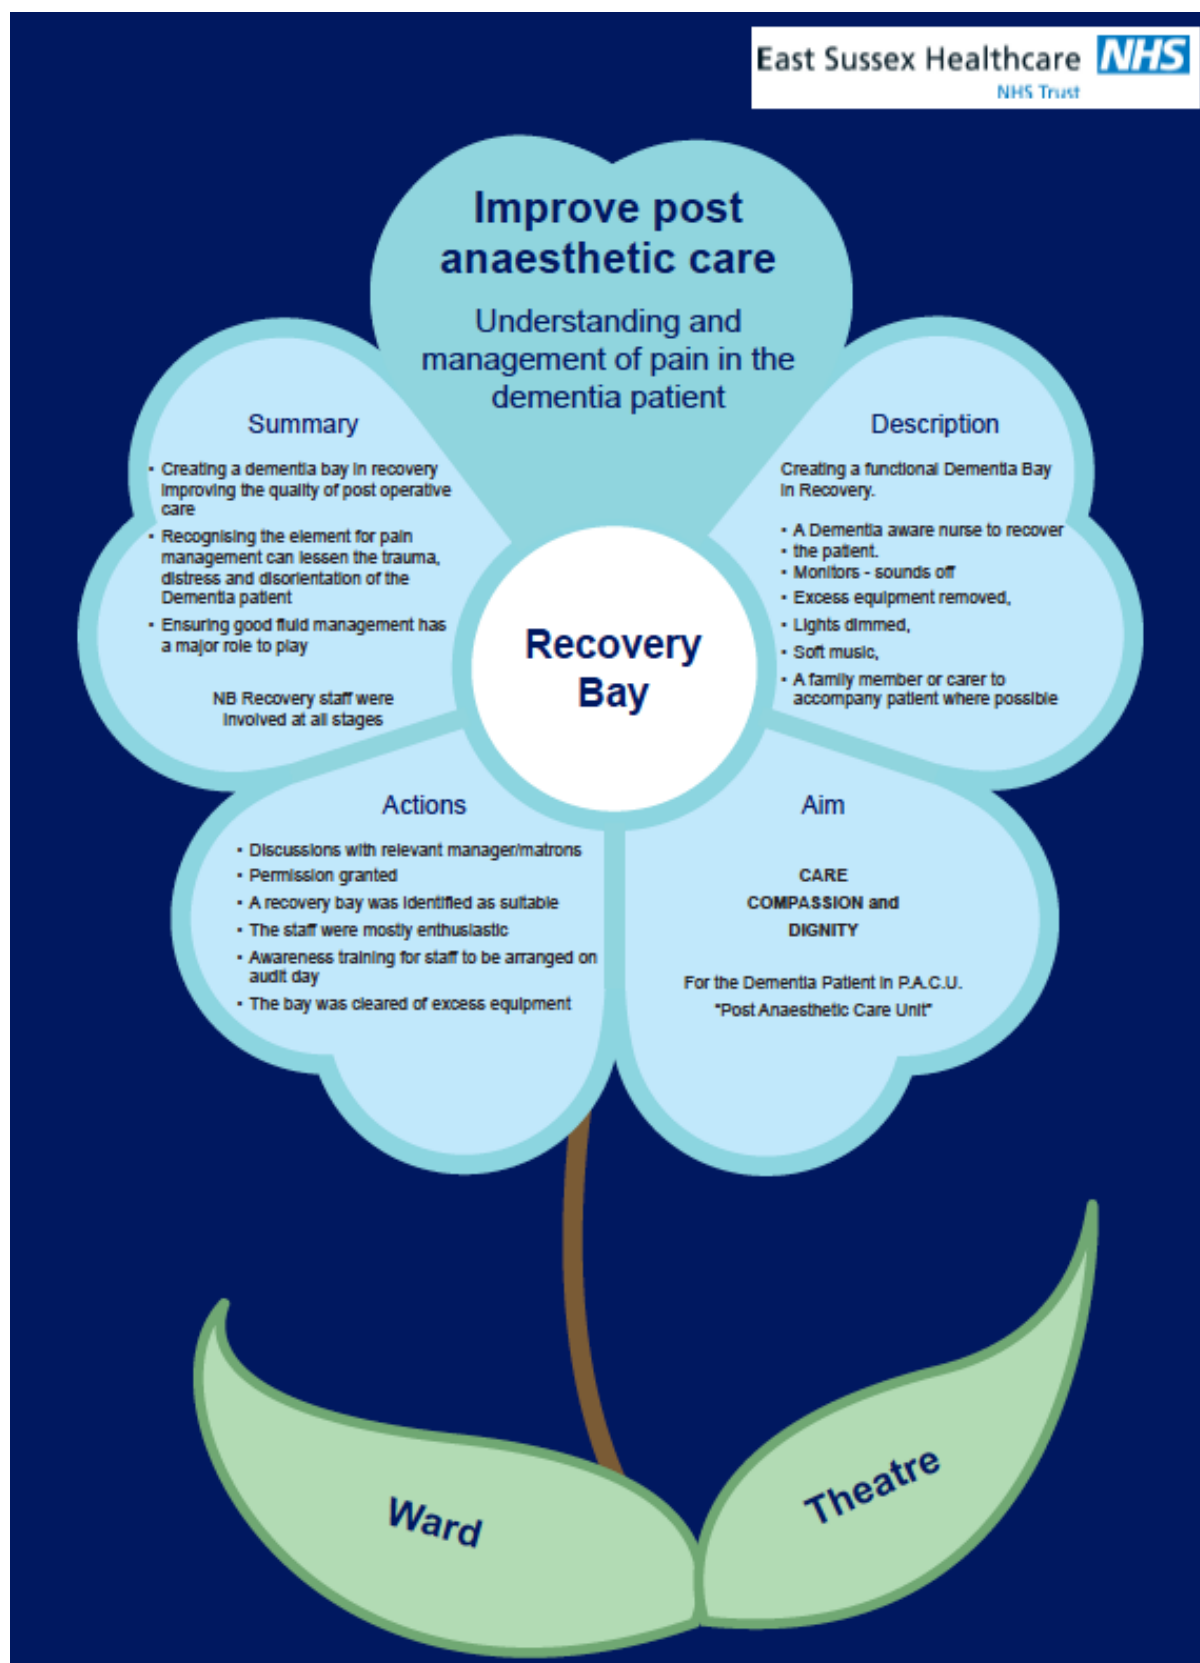 East Sussex Healthcare NHS
NHS Trust
Improve post
anaesthetic care
Understanding and
management of pain in the
dementia patient
Summary
• Creating a dementia bay in recovery
improving the quality of post operative
care
• Recognising the element for pain
management can lessen the trauma,
distress and disorientation of the
Dementia patient
• Ensuring good fluid management has
a major role to play
NB Recovery staff were
involved at all stages
Description
Creating a functional Dementia Bay
in Recovery.
• A Dementia aware nurse to recover
• the patient.
• Monitors - sounds off
• Excess equipment removed,
• Lights dimmed,
• Soft music,
• A family member or carer to
accompany patient where possible
Recovery
Bay
Actions
• Discussions with relevant manager/matrons
• Permission granted
• A recovery bay was identified as suitable
• The staff were mostly enthusiastic
• Awareness training for staff to be arranged on
audit day
• The bay was cleared of excess equipment
Aim
CARE
COMPASSION and
DIGNITY
For the Dementia Patient in P.A.C.U.
"Post Anaesthetic Care Unit"
Ward
Theatre